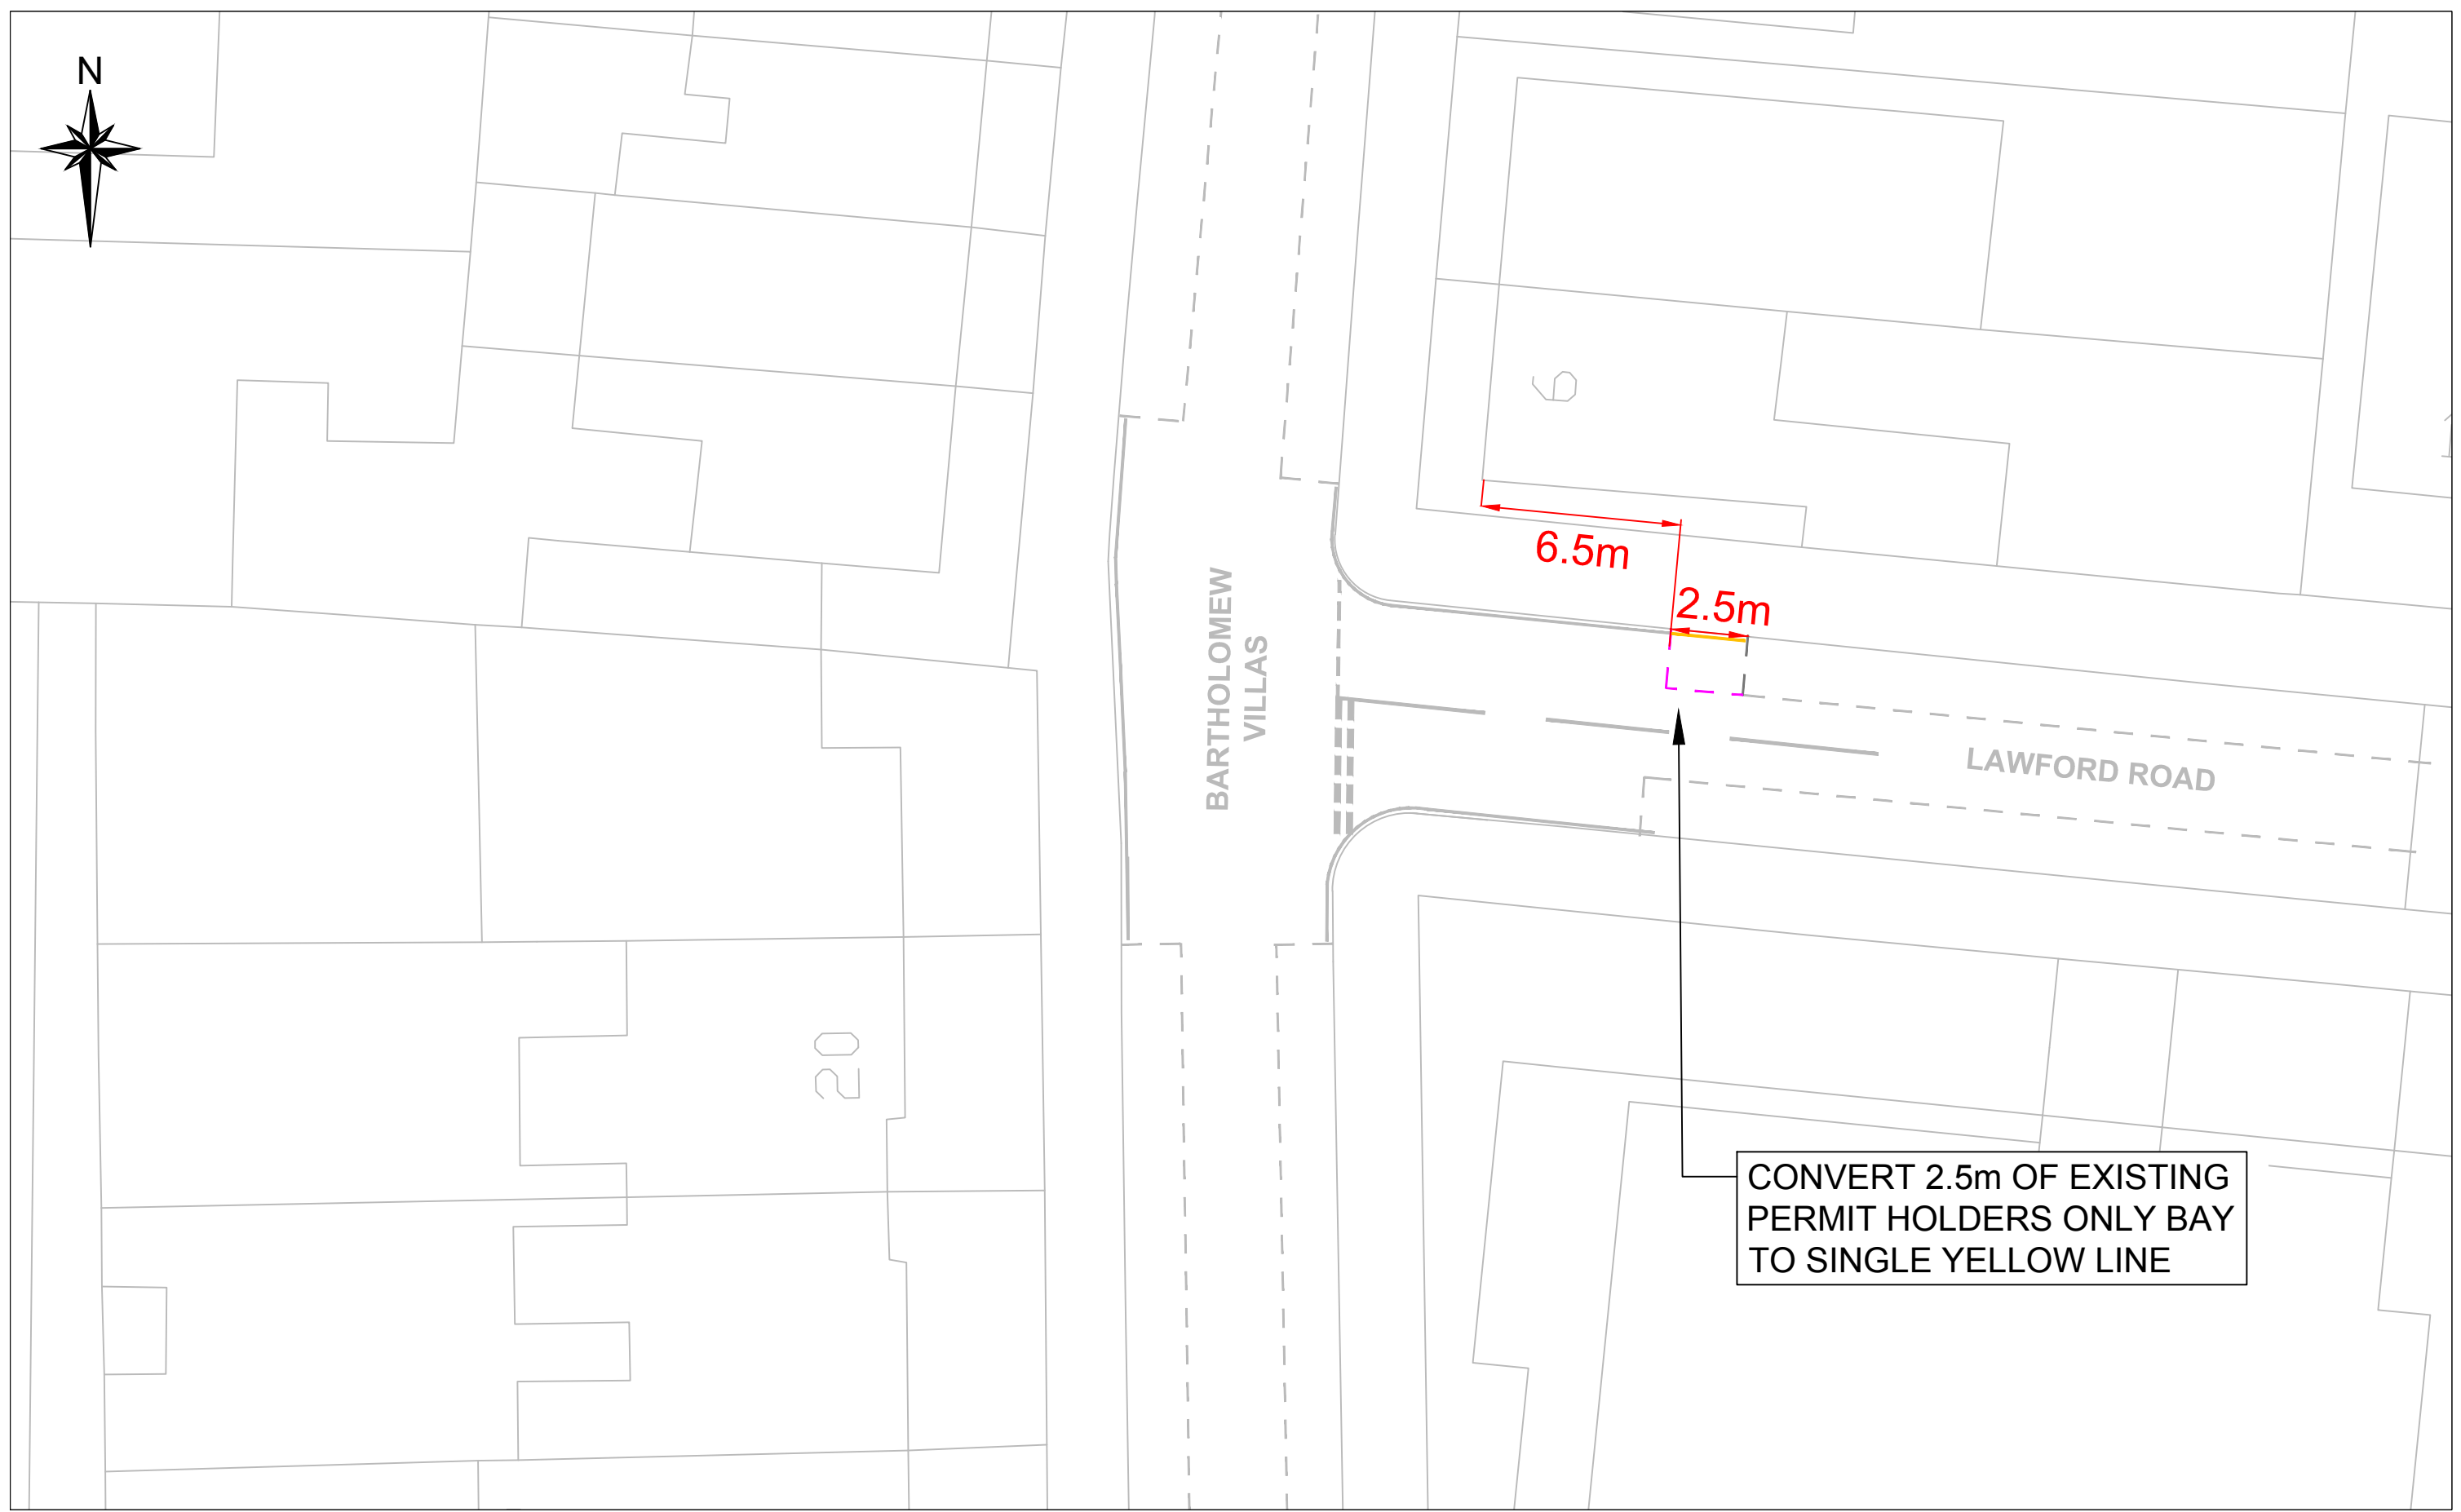 N
9
6.5m
2.5m
BARTHOLOMEW
VILLAS
LAWFORD ROAD
20
CONVERT 2.5m OF EXISTING
PERMIT HOLDERS ONLY BAY
TO SINGLE YELLOW LINE